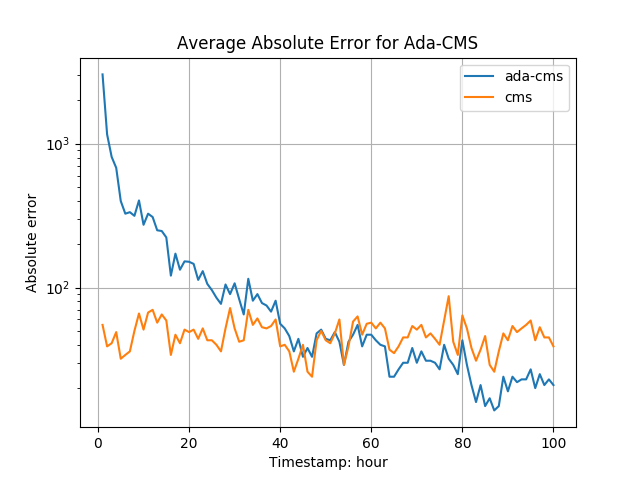 Average Absolute Error for Ada-CMS
ada-cms
cms
Absolute error
10³
10²
0 20 40 60 80 100
Timestamp: hour